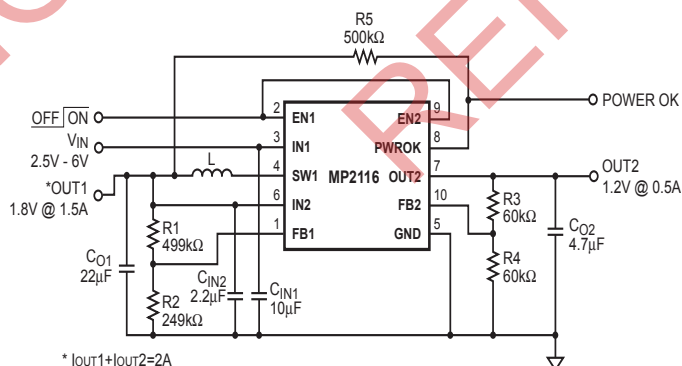 R5
500kΩ
POWER OK
OFF ON
VIN
2.5V - 6V
*OUT1
1.8V @ 1.5A
L
2
EN1
3
IN1
4
SW1
6
IN2
1
FB1
MP2116
9
EN2
8
PWROK
7
OUT2
10
FB2
5
GND
OUT2
1.2V @ 0.5A
R1
499kΩ
R2
249kΩ
CO1
22µF
CIN2
2.2µF
CIN1
10µF
R3
60kΩ
R4
60kΩ
CO2
4.7µF
* IOUT1+IOUT2=2A